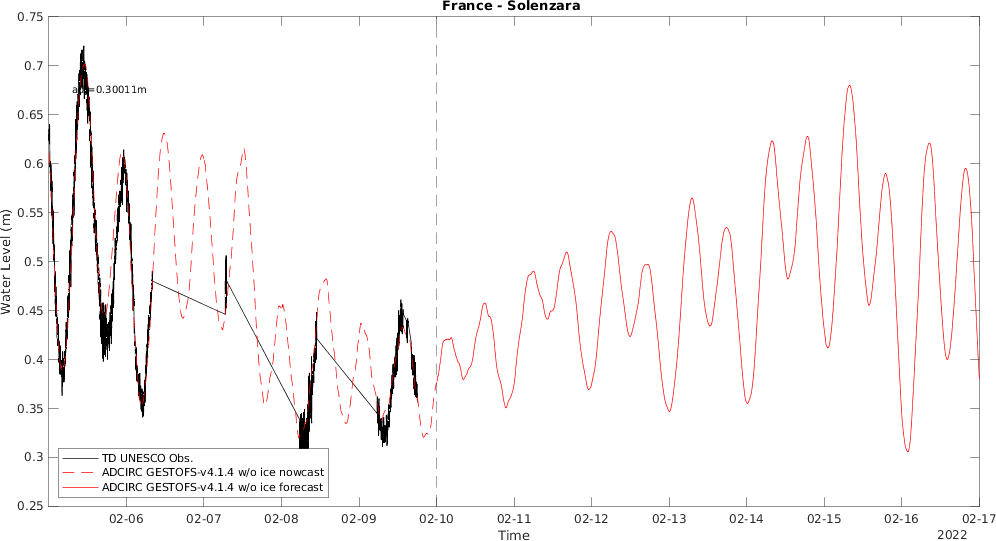 France - Solenzara
0.75
0.7
=0.30011m
0.65
0.6
0.55
0.5
0.45
0.4
0.35
0.3
0.25
Water Level (m)
TD UNESCO Obs.
ADCIRC GESTOFS-v4.1.4 w/o ice nowcast
ADCIRC GESTOFS-v4.1.4 w/o ice forecast
02-06 02-07 02-08 02-09 02-10 02-11 02-12 02-13 02-14 02-15 02-16 02-17
Time
2022